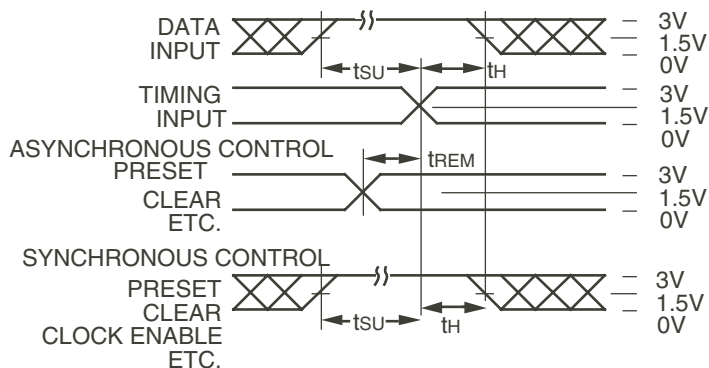 DATA
INPUT
3V
1.5V
0V
tSU
tH
TIMING
INPUT
3V
1.5V
0V
ASYNCHRONOUS CONTROL
PRESET
CLEAR
ETC.
tREM
3V
1.5V
0V
SYNCHRONOUS CONTROL
PRESET
CLEAR
CLOCK ENABLE
ETC.
tSU
tH
3V
1.5V
0V